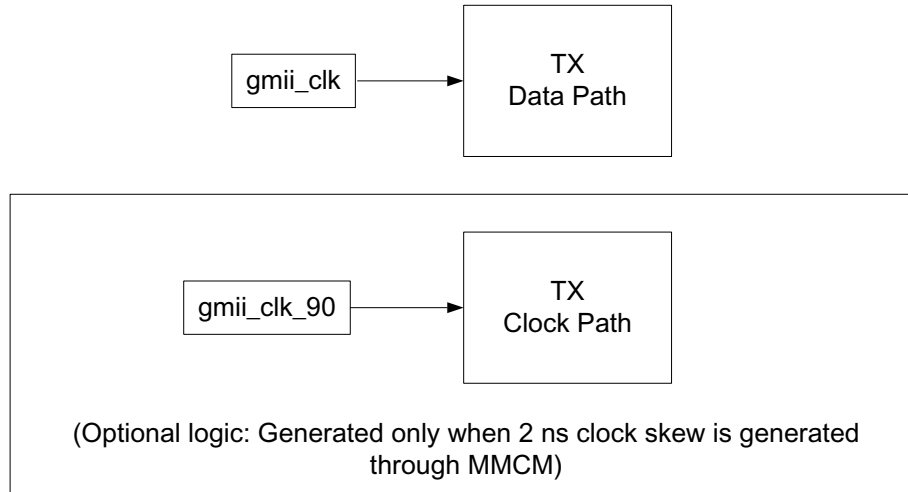 gmii_clk
TX
Data Path
gmii_clk_90
TX
Clock Path
(Optional logic: Generated only when 2 ns clock skew is generated
through MMCM)